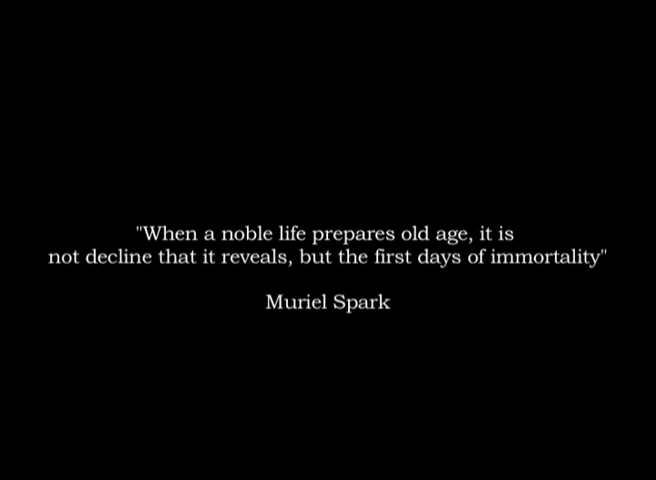 "When a noble life prepares old age, it is
not decline that it reveals, but the first days of immortality"
Muriel Spark